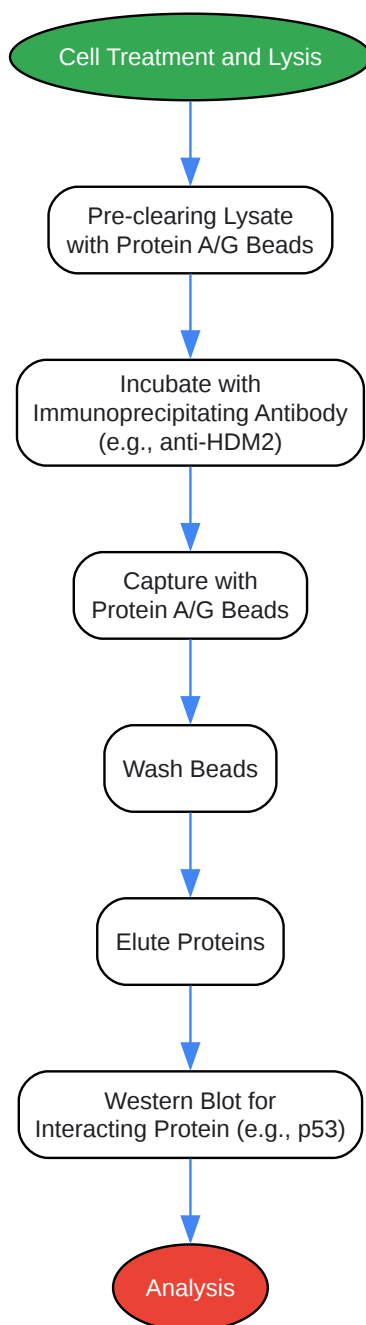 Cell Treatment and Lysis
Pre-clearing Lysate
with Protein A/G Beads
Incubate with
Immunoprecipitating Antibody
(e.g., anti-HDM2)
Capture with
Protein A/G Beads
Wash Beads
Elute Proteins
Western Blot for
Interacting Protein (e.g., p53)
Analysis